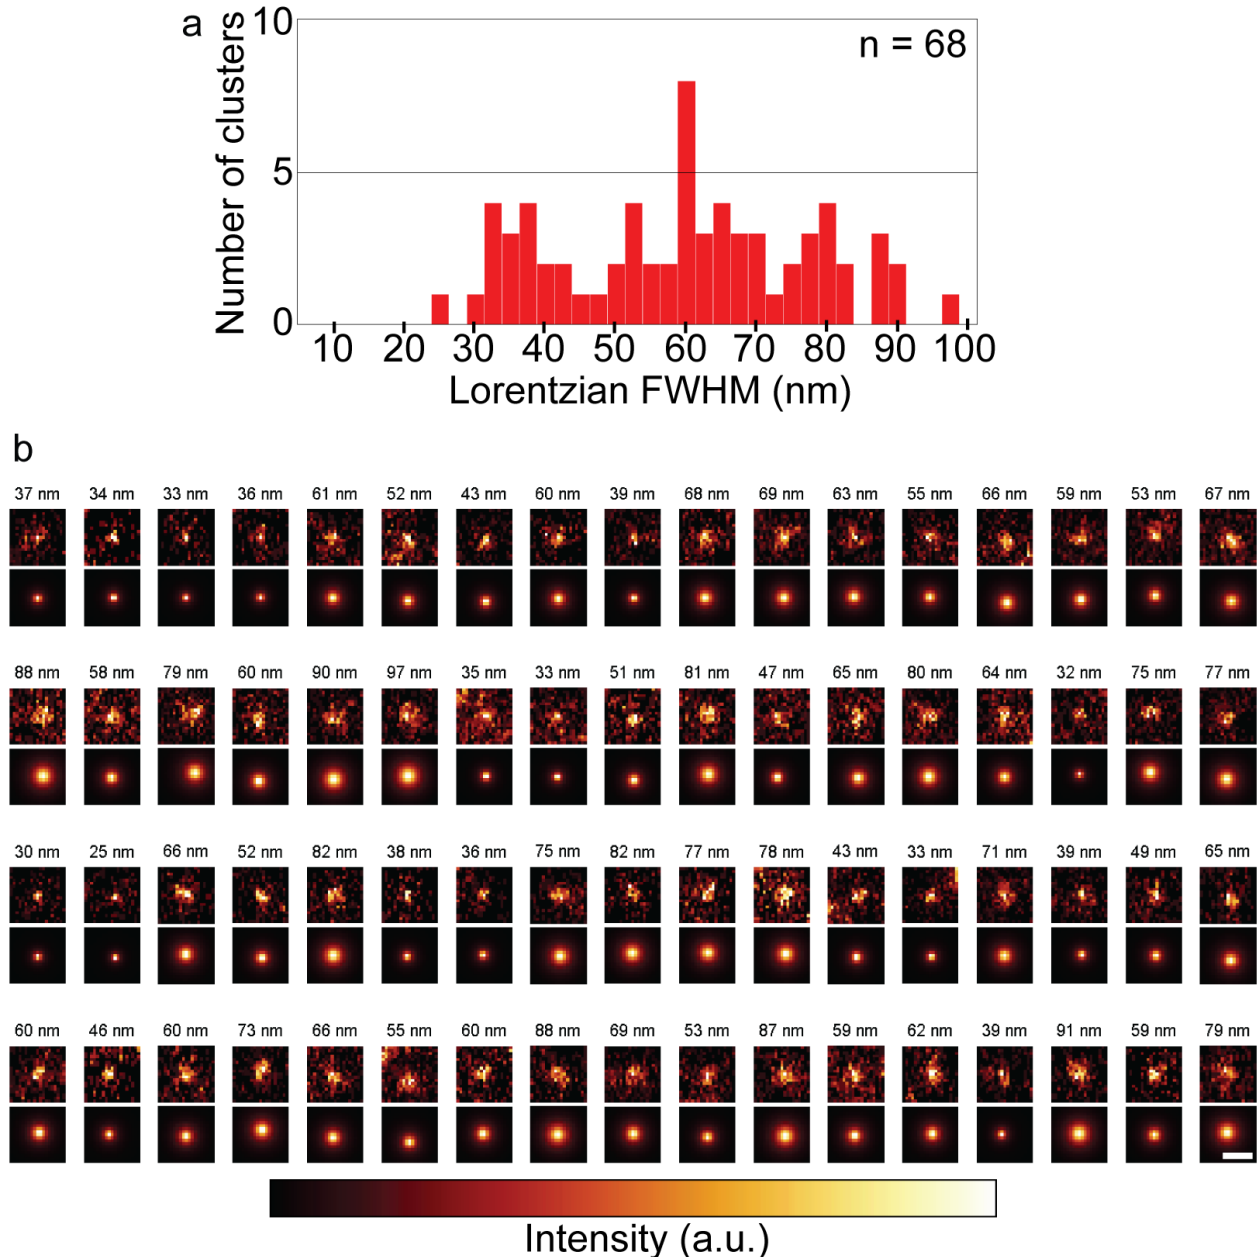 a
Number of clusters
10
5
0
n = 68
10 20 30 40 50 60 70 80 90 100
Lorentzian FWHM (nm)
b
37 nm 34 nm 33 nm 36 nm 61 nm 52 nm 43 nm 60 nm 39 nm 68 nm 69 nm 63 nm 55 nm 66 nm 59 nm 53 nm 67 nm
88 nm 58 nm 79 nm 60 nm 90 nm 97 nm 35 nm 33 nm 51 nm 81 nm 47 nm 65 nm 80 nm 64 nm 32 nm 75 nm 77 nm
30 nm 25 nm 66 nm 52 nm 82 nm 38 nm 36 nm 75 nm 82 nm 77 nm 78 nm 43 nm 33 nm 71 nm 39 nm 49 nm 65 nm
60 nm 46 nm 60 nm 73 nm 66 nm 55 nm 60 nm 88 nm 69 nm 53 nm 87 nm 59 nm 62 nm 39 nm 91 nm 59 nm 79 nm
Intensity (a.u.)